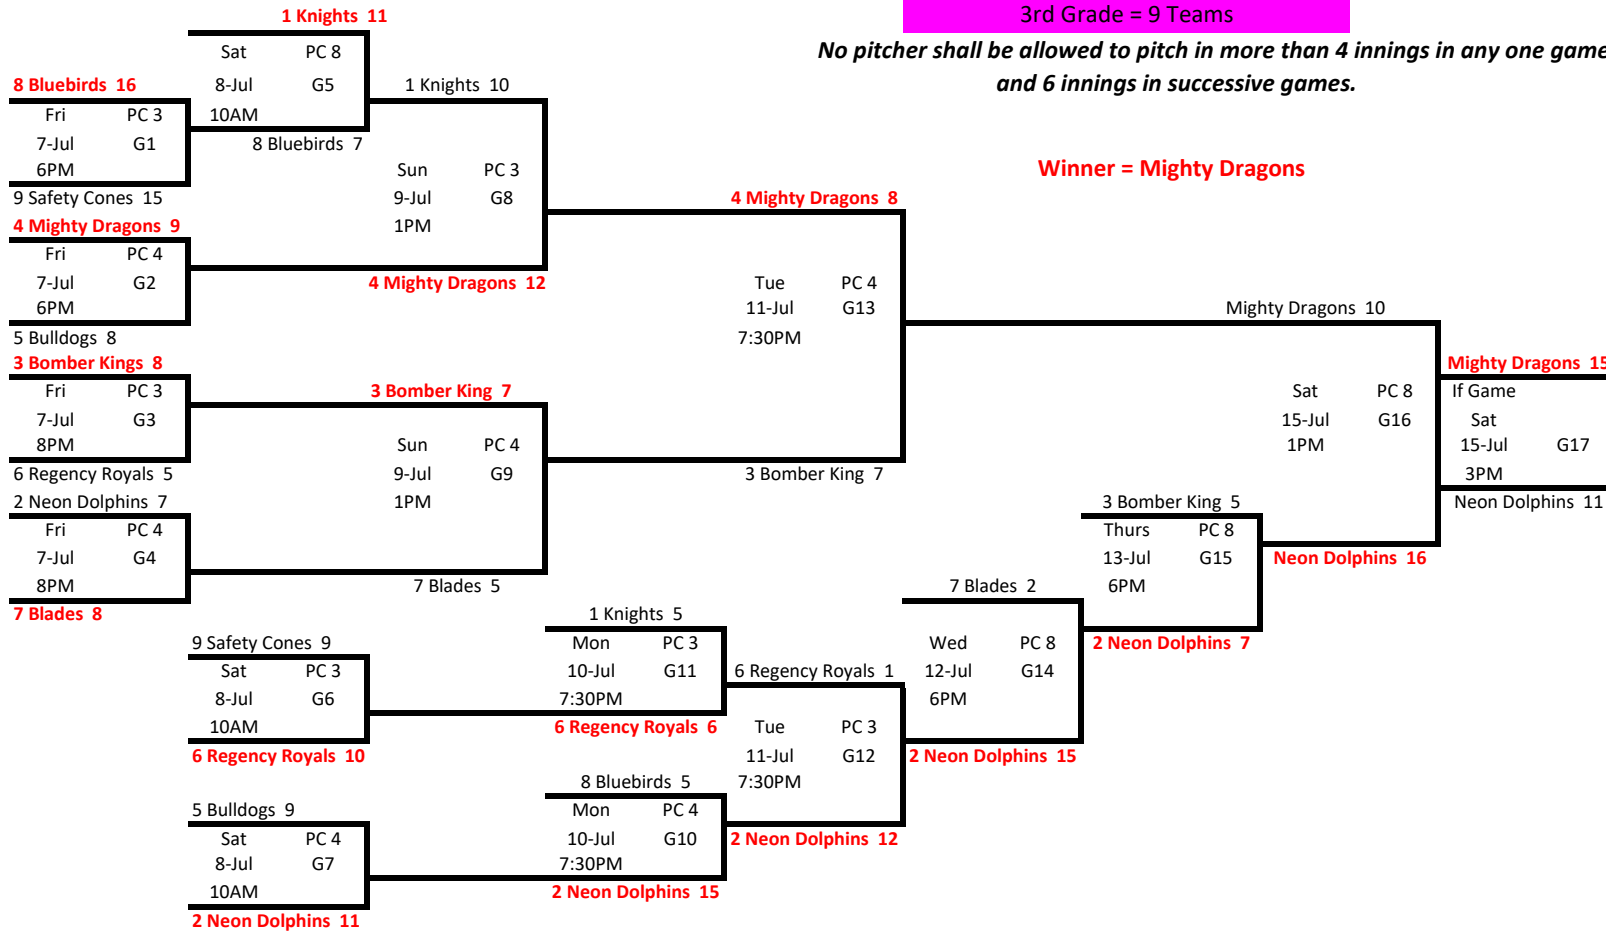 1 Knights  11
3rd Grade = 9 Teams
No pitcher shall be allowed to pitch in more than 4 innings in any one game
and 6 innings in successive games.
Winner = Mighty Dragons
Sat PC 8
8-Jul G5
10AM
8 Bluebirds  16
Fri PC 3
7-Jul G1
6PM
9 Safety Cones  15
1 Knights  10
8 Bluebirds  7
4 Mighty Dragons  9
Fri PC 4
7-Jul G2
6PM
5 Bulldogs  8
Sun PC 3
9-Jul G8
1PM
4 Mighty Dragons  12
3 Bomber Kings  8
Fri PC 3
7-Jul G3
8PM
6 Regency Royals  5
2 Neon Dolphins  7
Fri PC 4
7-Jul G4
8PM
7 Blades  8
3 Bomber King  7
Sun PC 4
9-Jul G9
1PM
7 Blades  5
4 Mighty Dragons  8
Tue PC 4
11-Jul G13
7:30PM
3 Bomber King  7
Mighty Dragons  10
Sat PC 8
15-Jul G16
1PM
Neon Dolphins  16
Mighty Dragons  15
If Game
Sat
15-Jul G17
3PM
Neon Dolphins  11
3 Bomber King  5
Thurs PC 8
13-Jul G15
6PM
2 Neon Dolphins  7
7 Blades  2
Wed PC 8
12-Jul G14
6PM
2 Neon Dolphins  15
9 Safety Cones  9
Sat PC 3
8-Jul G6
10AM
6 Regency Royals  10
1 Knights  5
Mon PC 3
10-Jul G11
7:30PM
6 Regency Royals  6
6 Regency Royals  1
Tue PC 3
11-Jul G12
7:30PM
2 Neon Dolphins  12
5 Bulldogs  9
Sat PC 4
8-Jul G7
10AM
2 Neon Dolphins  11
8 Bluebirds  5
Mon PC 4
10-Jul G10
7:30PM
2 Neon Dolphins  15